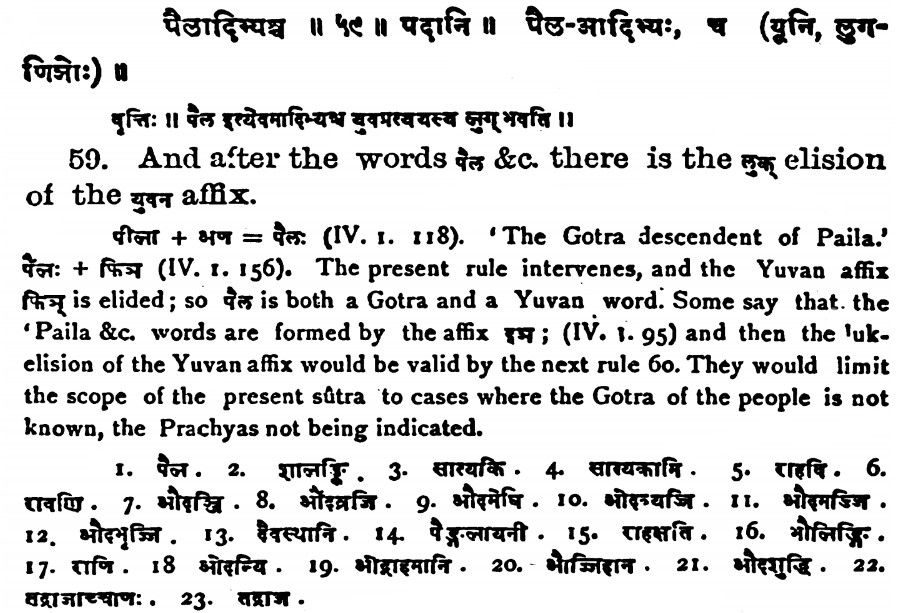 पैलादिभ्यश्च ॥ ५९ ॥ पदानि ॥ पैल-आदिभ्यः, च (यूनि, लुग-
णिञोः) ॥
वृत्तिः ॥ पैल इत्येवमादिभ्यश्च युवप्रत्ययस्य लुग् भवति ॥
59. And after the words पैल &c. there is the लुक् elision
of the युवन affix.
पीला + अण = पैलः (IV. 1. 118). 'The Gotra descendent of Paila.'
पैलः + फिञ (IV. 1. 156). The present rule intervenes, and the Yuvan affix
फिञ् is elided; so पैल is both a Gotra and a Yuvan word. Some say that the
'Paila &c. words are formed by the affix इञ; (IV. 1. 95) and then the luk-
elision of the Yuvan affix would be valid by the next rule 60. They would limit
the scope of the present sûtra to cases where the Gotra of the people is not
known, the Prachyas not being indicated.
1. पैल. 2. शालङ्कि. 3. सात्यकि. 4. सात्यकामि. 5. राहवि. 6.
रावणि. 7. औदञ्चि. 8. औदव्रजि. 9. औदमेघि. 10. 11. औदमज्जि.
12. औदभृज्जि. 13. दैवस्थानि. 14. पैङ्गलायनी. 15. राहक्षति. 16. भौलिङ्गि.
17. राणि. 18 औदन्यि. 19. औद्गाहमानि. 20. औज्जिहान. 21. औदशुद्धि. 22.
तद्राजाच्चाणः. 23. तद्राज.